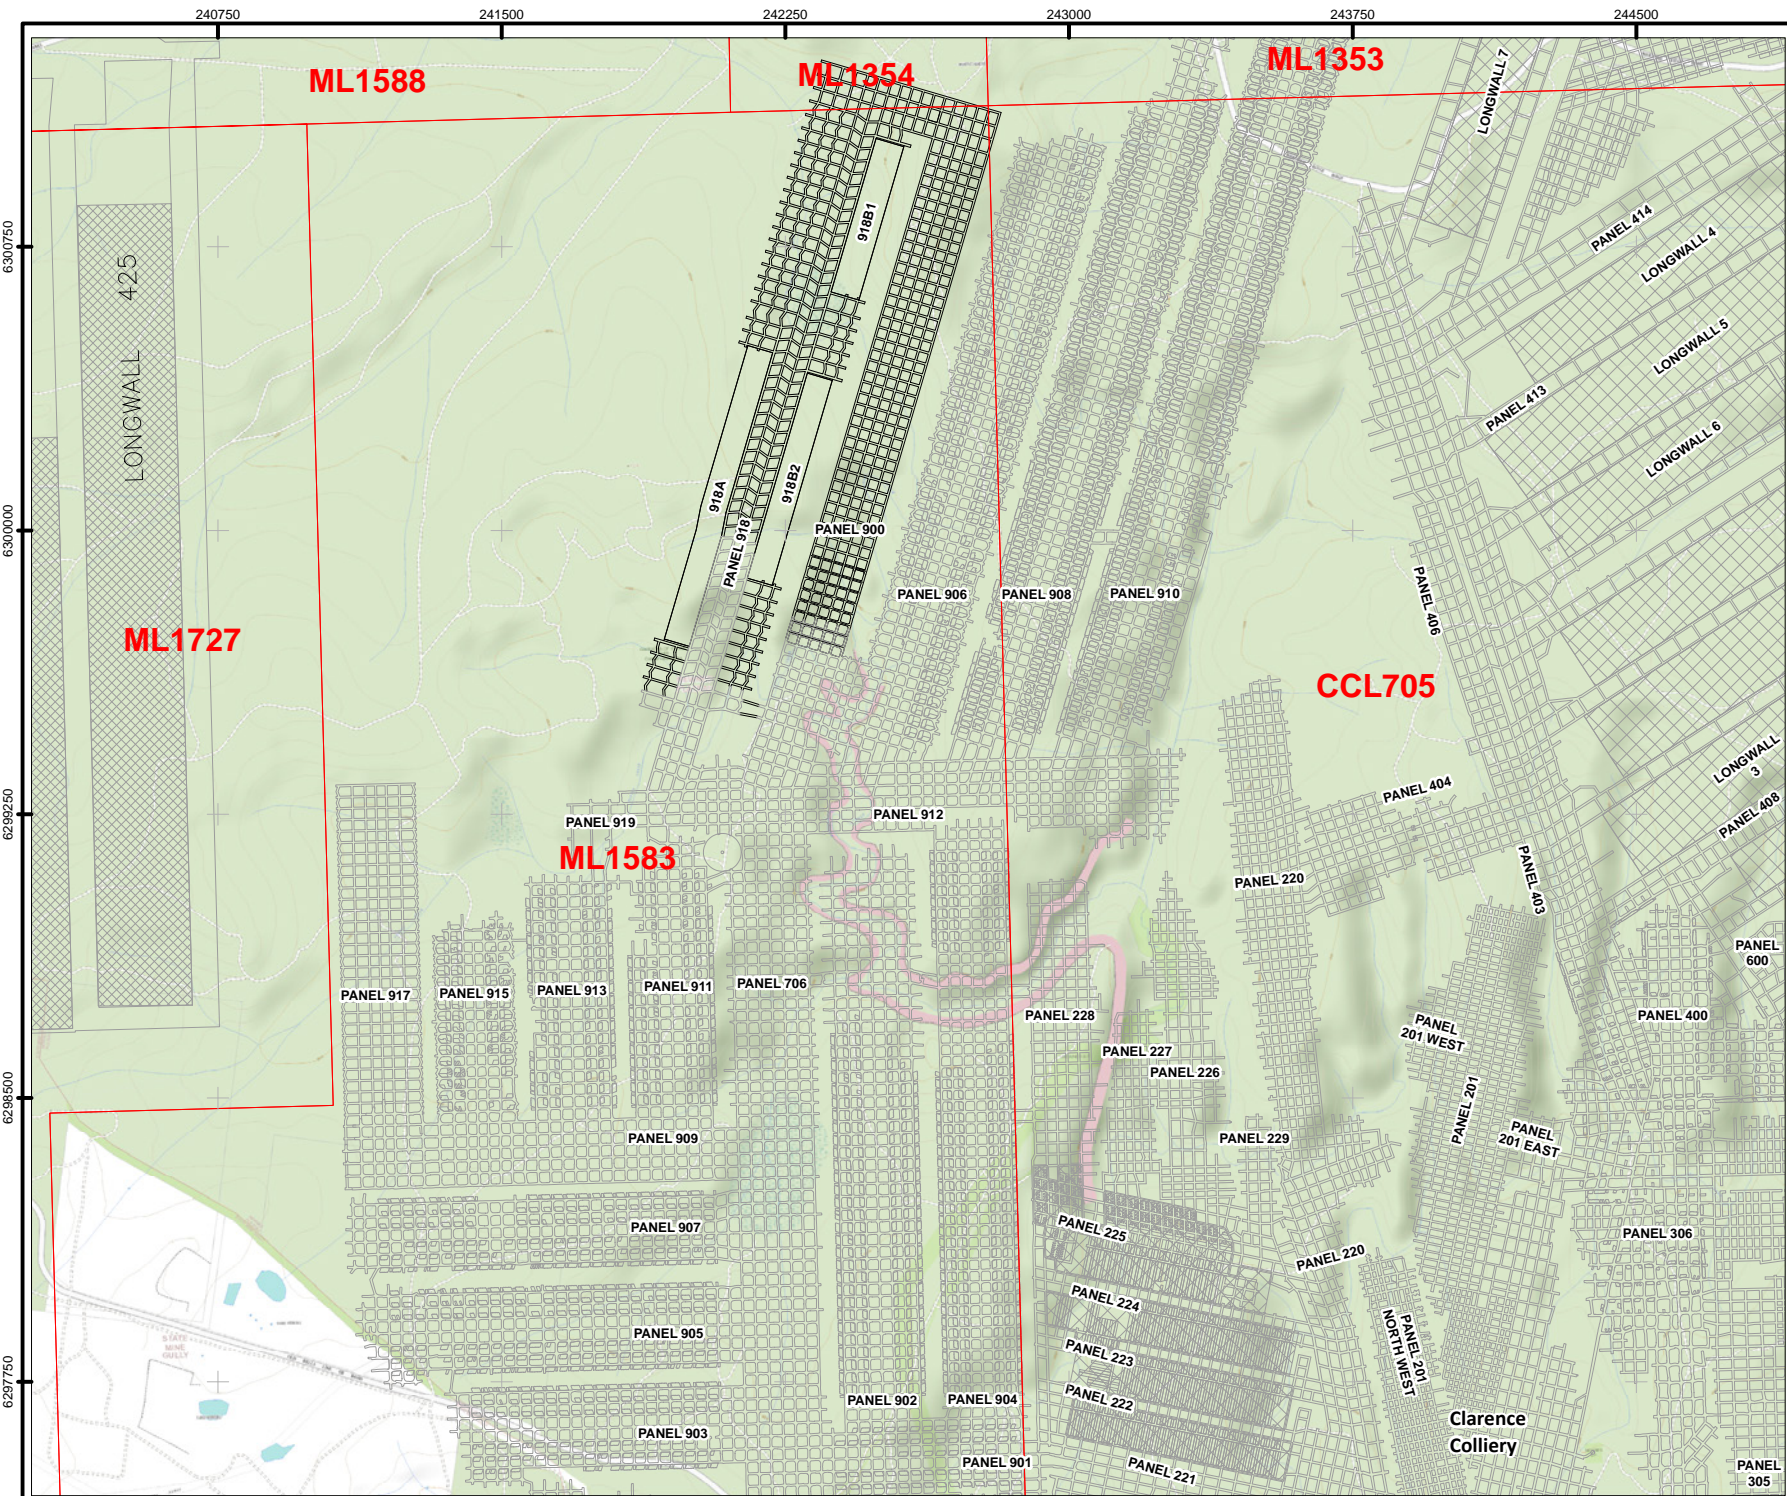 240750
241500
242250
243000
243750
244500
6300750
6300000
6299250
6298500
6297750
ML1588
ML1354
ML1353
LONGWALL 7
918B1
PANEL 414
LONGWALL 4
LONGWALL 425
LONGWALL 5
PANEL 413
LONGWALL 6
918A
918B2
PANEL 918
PANEL 900
PANEL 906
PANEL 908
PANEL 910
PANEL 406
ML1727
CCL705
LONGWALL
3
PANEL 404
PANEL 408
PANEL 919
PANEL 912
ML1583
PANEL 220
PANEL 403
PANEL
600
PANEL 917
PANEL 915
PANEL 913
PANEL 911
PANEL 706
PANEL 228
PANEL
201 WEST
PANEL 400
PANEL 227
PANEL 226
PANEL 201
PANEL 909
PANEL 229
PANEL
201 EAST
PANEL 907
PANEL 225
PANEL 220
PANEL 306
PANEL 224
STATE
MINE
GULLY
PANEL 905
PANEL 223
PANEL 201
NORTH WEST
PANEL 902
PANEL 904
PANEL 222
PANEL 903
Clarence
Colliery
PANEL 901
PANEL 221
PANEL
305